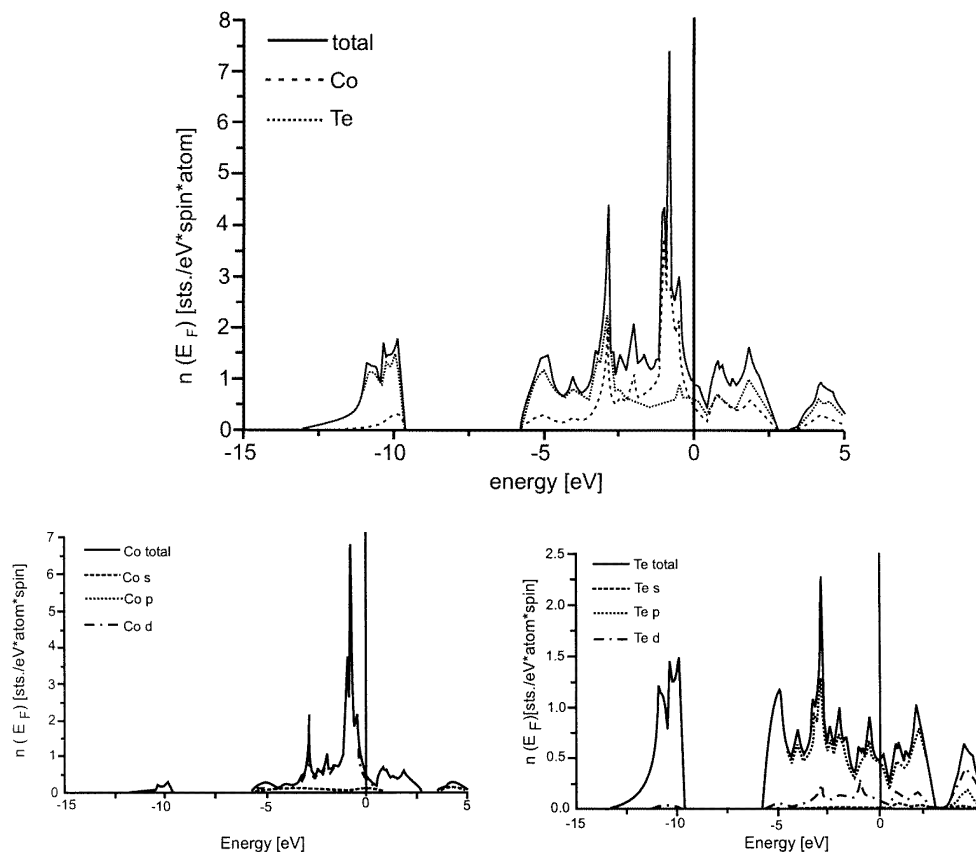 8
7
6
5
4
3
2
1
0
n (E F) [sts./eV*spin*atom]
total
Co
Te
-15 -10 -5 0 5
energy [eV]
7
6
5
4
3
2
1
0
n ( E F) [sts./eV*atom*spin]
Co total
Co s
Co p
Co d
-15 -10 -5 0 5
Energy [eV]
2.5
2.0
1.5
1.0
0.5
0.0
n (E F)[sts./eV*atom*spin]
Te total
Te s
Te p
Te d
-15 -10 -5 0
Energy [eV]